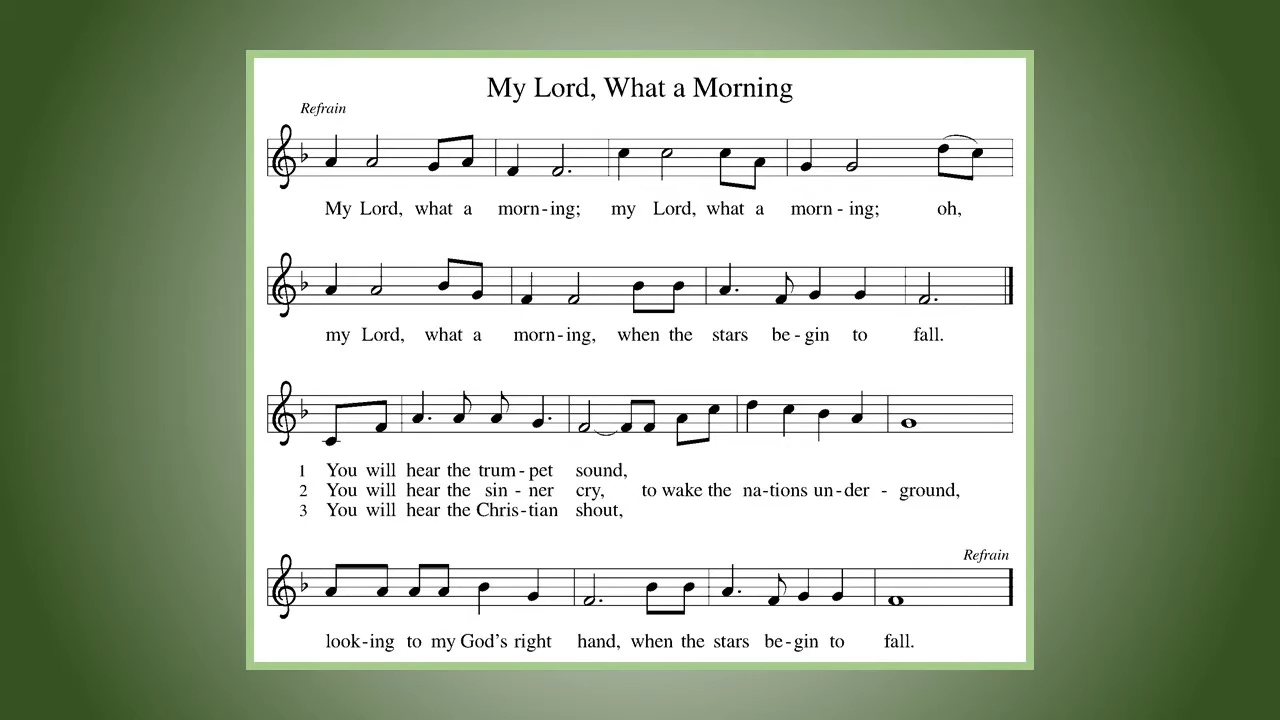 My Lord, What a Morning
Refrain
My Lord, what a morn-ing; my Lord, what a morn - ing; oh,
my Lord, what a morn-ing, when the stars be - gin to fall.
1 You will hear the trum - pet sound,
2 You will hear the sin - ner cry, to wake the na-tions un-der - ground,
3 You will hear the Chris-tian shout,
Refrain
look-ing to my God's right hand, when the stars be-gin to fall.